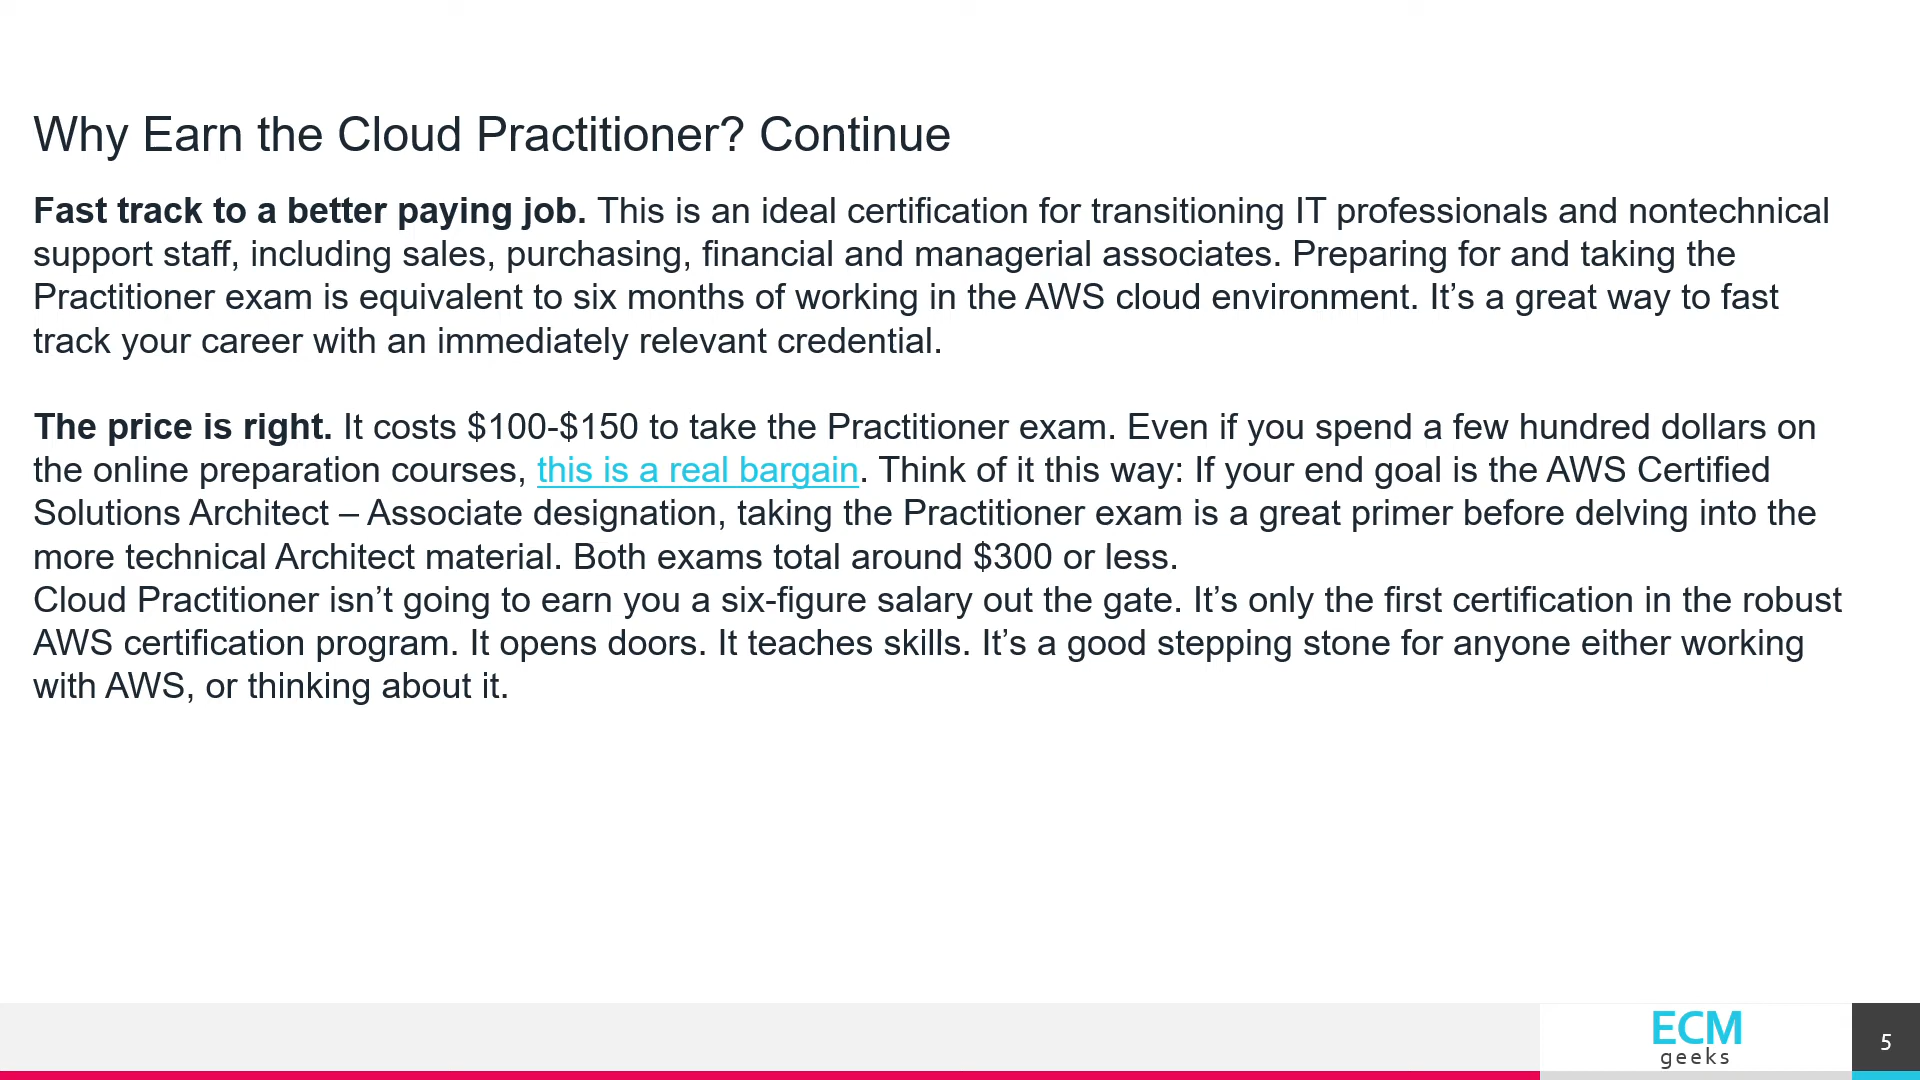 Why Earn the Cloud Practitioner? Continue
Fast track to a better paying job. This is an ideal certification for transitioning IT professionals and nontechnical
support staff, including sales, purchasing, financial and managerial associates. Preparing for and taking the
Practitioner exam is equivalent to six months of working in the AWS cloud environment. It’s a great way to fast
track your career with an immediately relevant credential.
The price is right. It costs $100-$150 to take the Practitioner exam. Even if you spend a few hundred dollars on
the online preparation courses, this is a real bargain. Think of it this way: If your end goal is the AWS Certified
Solutions Architect – Associate designation, taking the Practitioner exam is a great primer before delving into the
more technical Architect material. Both exams total around $300 or less.
Cloud Practitioner isn’t going to earn you a six-figure salary out the gate. It’s only the first certification in the robust
AWS certification program. It opens doors. It teaches skills. It’s a good stepping stone for anyone either working
with AWS, or thinking about it.
ECM
geeks
5